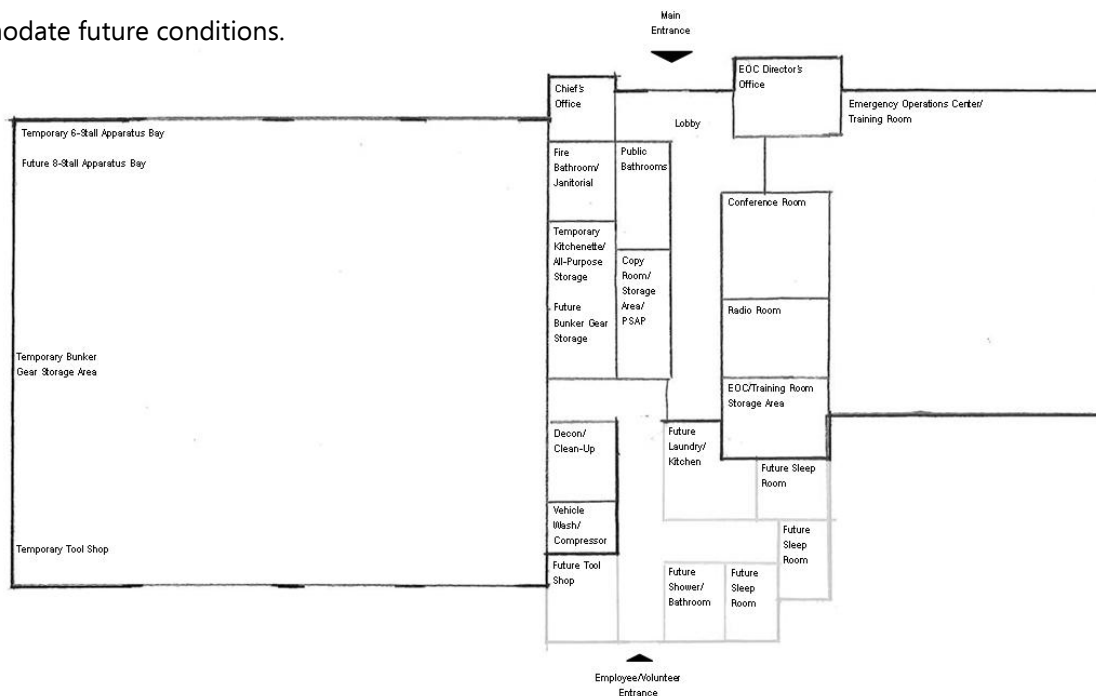 odate future conditions.
Main
Entrance
EOC Director's
Office
Chief's
Office
Emergency Operations Center/
Training Room
Lobby
Temporary 6-Stall Apparatus Bay
Future 8-Stall Apparatus Bay
Fire
Bathroom/
Janitorial
Public
Bathrooms
Conference Room
Temporary
Kitchenette/
All-Purpose
Storage
Future
Bunker Gear
Storage
Copy
Room/
Storage
Area/
PSAP
Radio Room
Temporary Bunker
Gear Storage Area
EOC/Training Room
Storage Area
Decon/
Clean-Up
Future
Laundry/
Kitchen
Future Sleep
Room
Vehicle
Wash/
Compressor
Future
Sleep
Room
Temporary Tool Shop
Future Tool
Shop
Future
Shower/
Bathroom
Future
Sleep
Room
Employee/Volunteer
Entrance